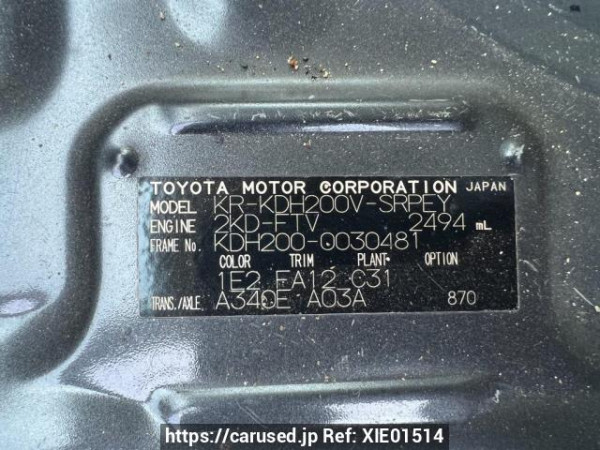 TOYOTA MOTOR CORPORATION JAPAN
MODEL KR-KDH200V-SRPEY
ENGINE 2KD-FTV 2494 mL
FRAME No. KDH200-0030481
COLOR TRIM PLANT OPTION
1E2 FA12 C31
TRANS./AXLE A340E A03A 870
https://carused.jp Ref: XIE01514